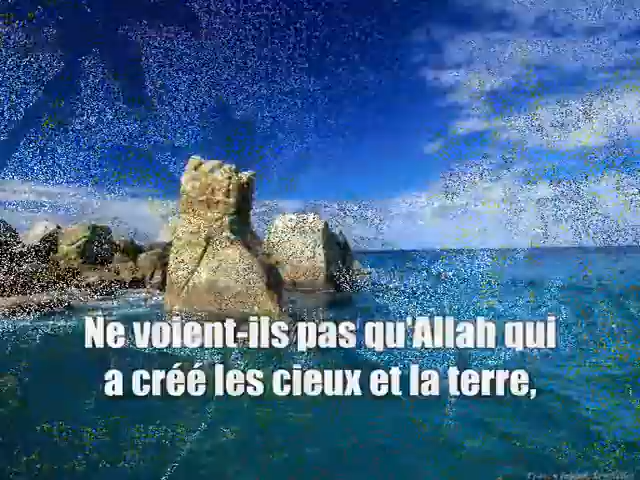 Ne voient-ils pas qu'Allah qui
a créé les cieux et la terre,